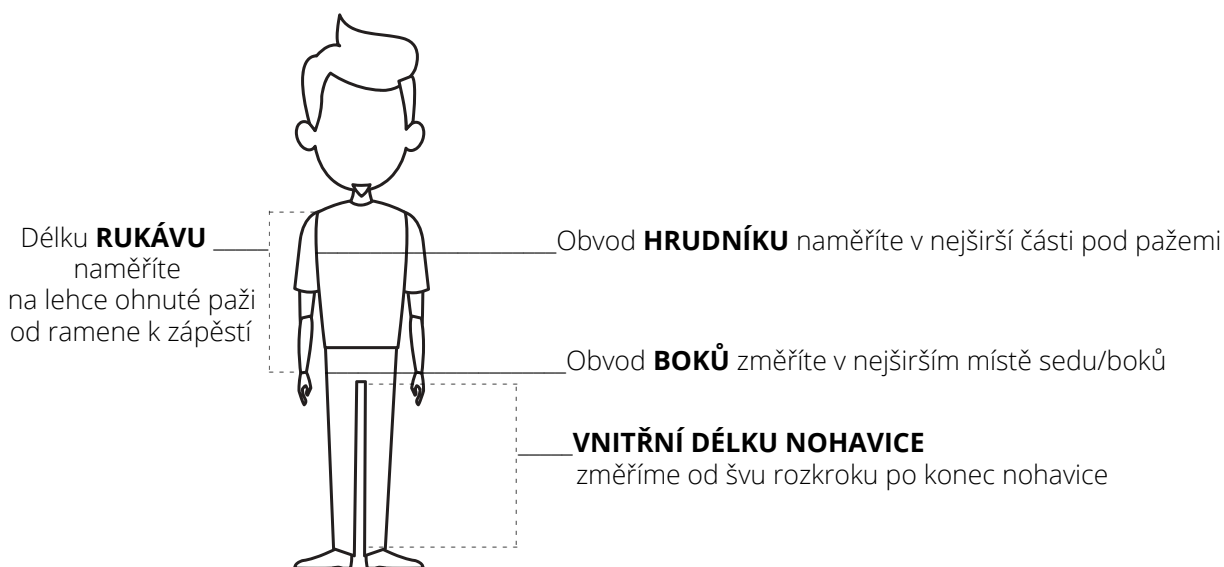 Délku RUKÁVU
naměříte
na lehce ohnuté paži
od ramene k zápěstí
Obvod HRUDNÍKU naměříte v nejširší části pod pažemi
Obvod BOKŮ změříte v nejširším místě sedu/boků
VNITŘNÍ DÉLKU NOHAVICE
změříme od švu rozkroku po konec nohavice